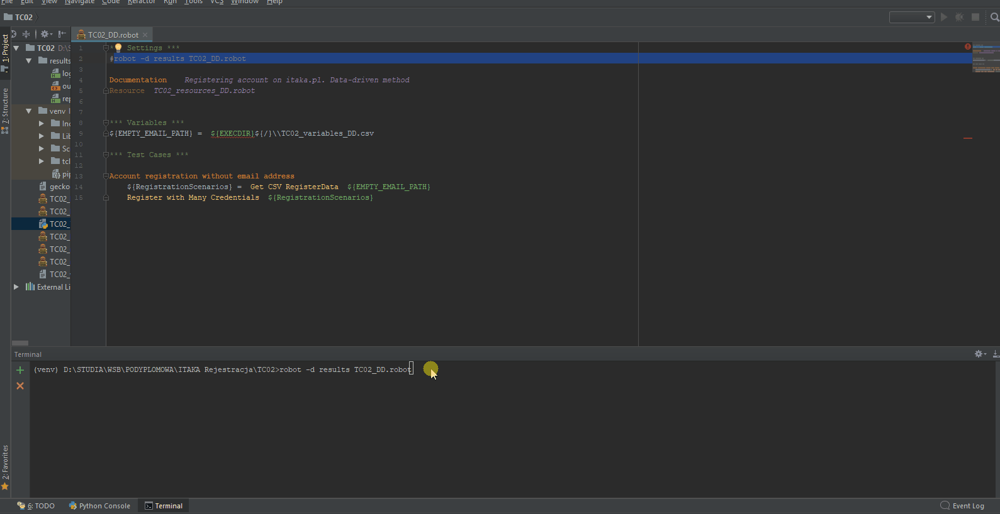 File Edit View Navigate Code Refactor Run Tools VCS Window Help
TC02
1: Project
7: Structure
2: Favorites
TC02 D:\S
results
log
ou
rep
venv
Inc
Lib
Sc
tcl
pip
gecko
TC02_
TC02_
TC02_
TC02_
TC02_
TC02_
TC02_
External Li
TC02_DD.robot
1 *** Settings ***
2 #robot -d results TC02_DD.robot
3
4 Documentation Registering account on itaka.pl. Data-driven method
5 Resource TC02_resources_DD.robot
6
7
8 *** Variables ***
9 ${EMPTY_EMAIL_PATH} = ${EXECDIR}${/}\\TC02_variables_DD.csv
10
11 *** Test Cases ***
12
13 Account registration without email address
14 ${RegistrationScenarios} = Get CSV RegisterData ${EMPTY_EMAIL_PATH}
15 Register with Many Credentials ${RegistrationScenarios}
Terminal
(venv) D:\STUDIA\WSB\PODYPLOMOWA\ITAKA Rejestracja\TC02>robot -d results TC02_DD.robot
6: TODO Python Console Terminal Event Log